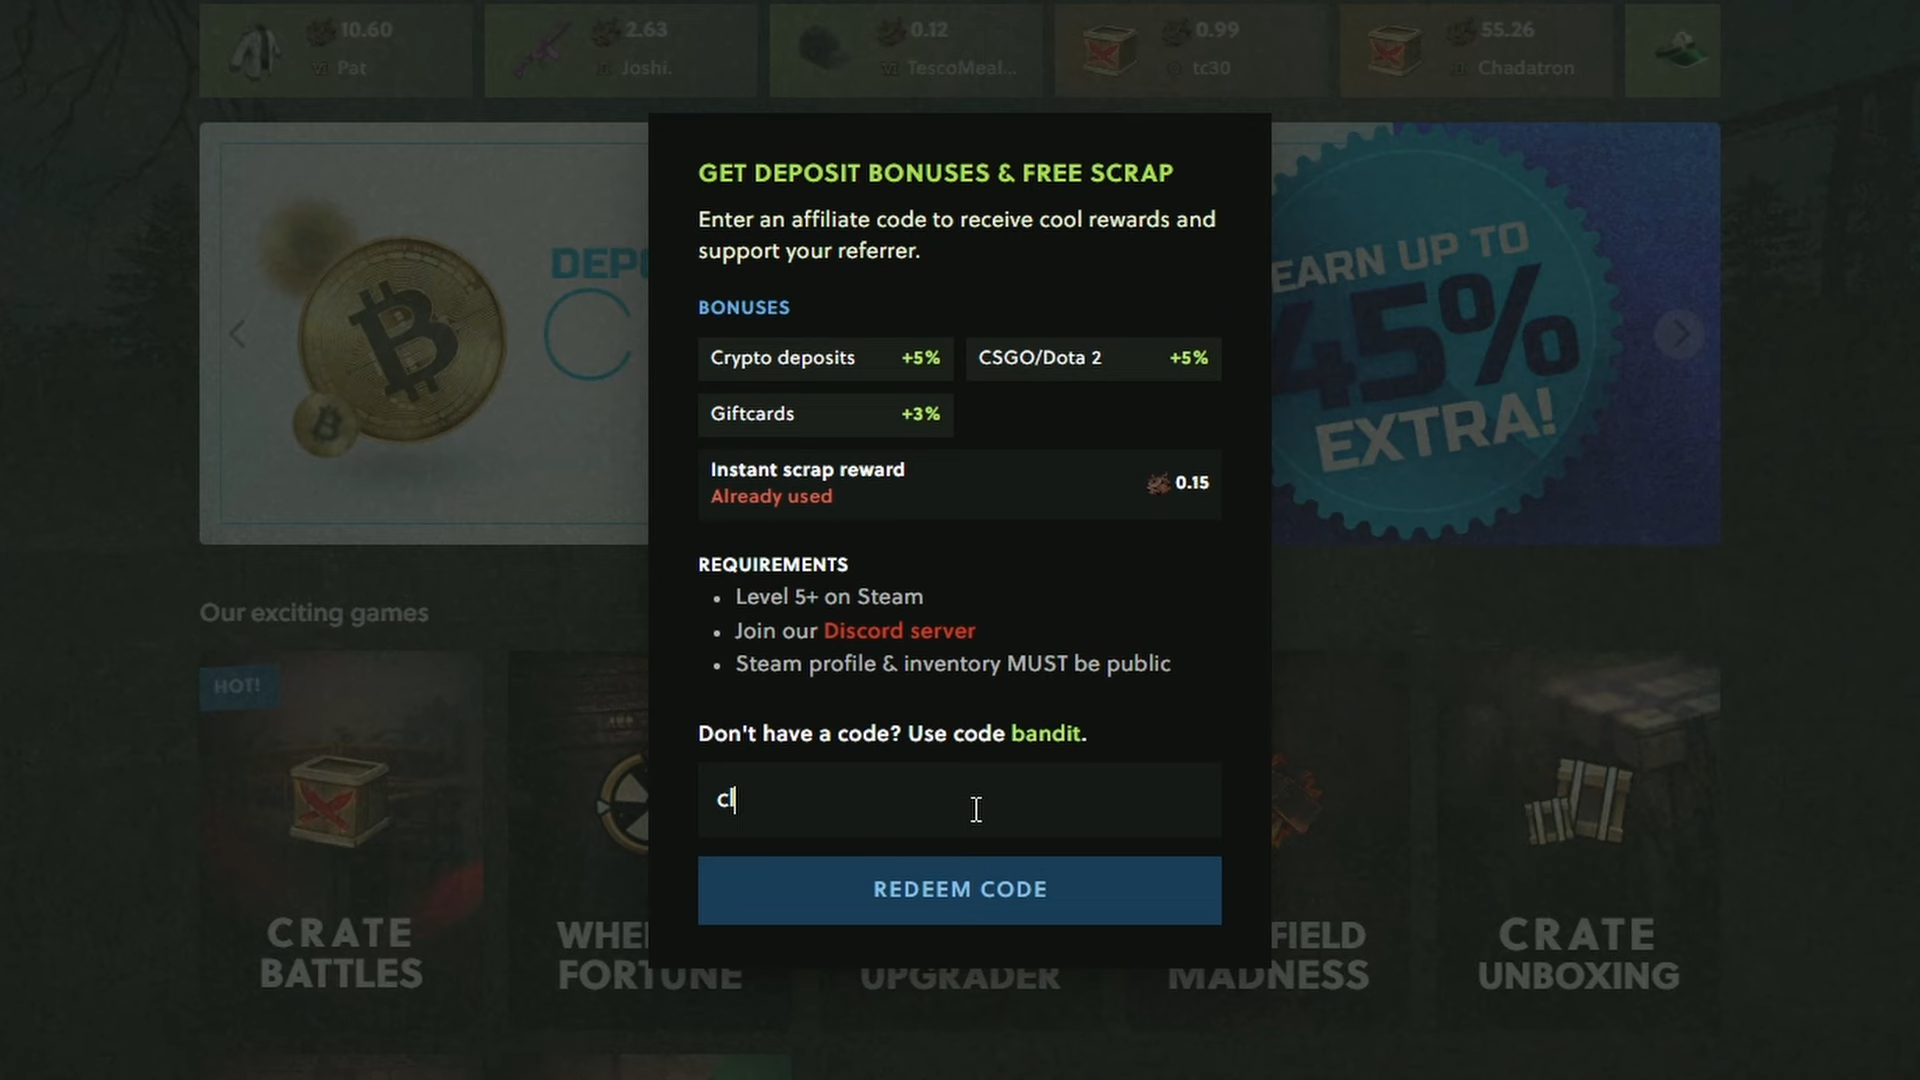 10.60
Pat
2.63
Joshi.
0.12
TescoMeal...
0.99
tc30
55.26
Chadatron
GET DEPOSIT BONUSES & FREE SCRAP
Enter an affiliate code to receive cool rewards and
support your referrer.
BONUSES
Crypto deposits +5%
CSGO/Dota 2 +5%
Giftcards +3%
Instant scrap reward
Already used
0.15
REQUIREMENTS
• Level 5+ on Steam
• Join our Discord server
• Steam profile & inventory MUST be public
Don't have a code? Use code bandit.
cl
REDEEM CODE
DEP
EARN UP TO
45%
EXTRA!
Our exciting games
HOT!
CRATE
BATTLES
WHE
FORTUNE
UPGRADER
FIELD
MADNESS
CRATE
UNBOXING